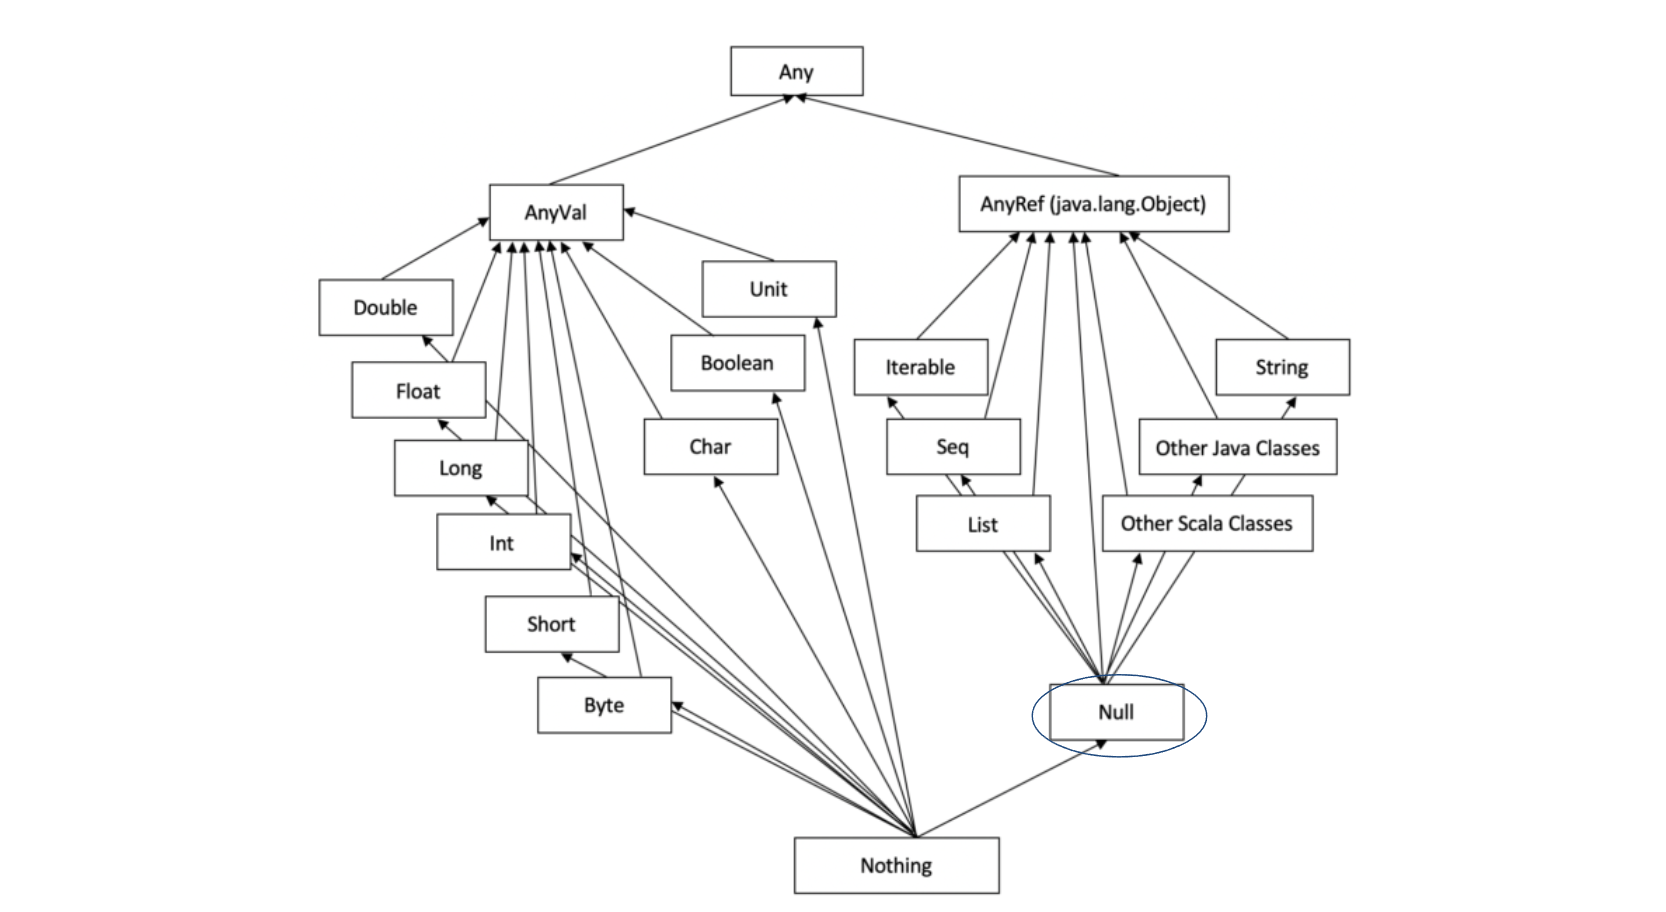 Any
AnyVal
AnyRef (java.lang.Object)
Double
Unit
Float
Boolean
Iterable
String
Long
Char
Seq
Other Java Classes
Int
List
Other Scala Classes
Short
Byte
Null
Nothing